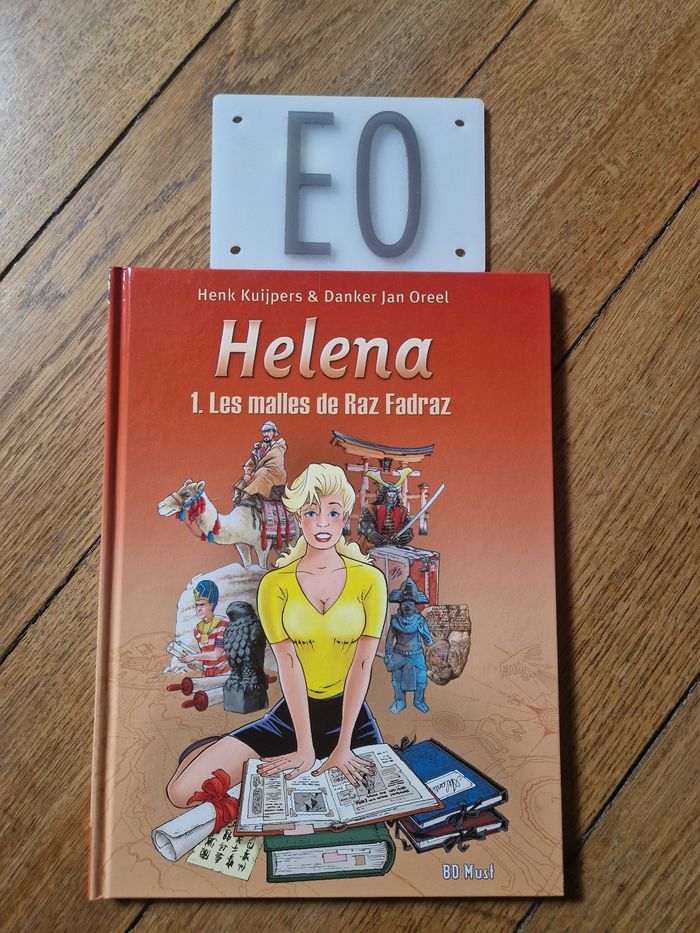 EO
Henk Kuijpers & Danker Jan Oreel
Helena
1. Les malles de Raz Fadraz
BD Must